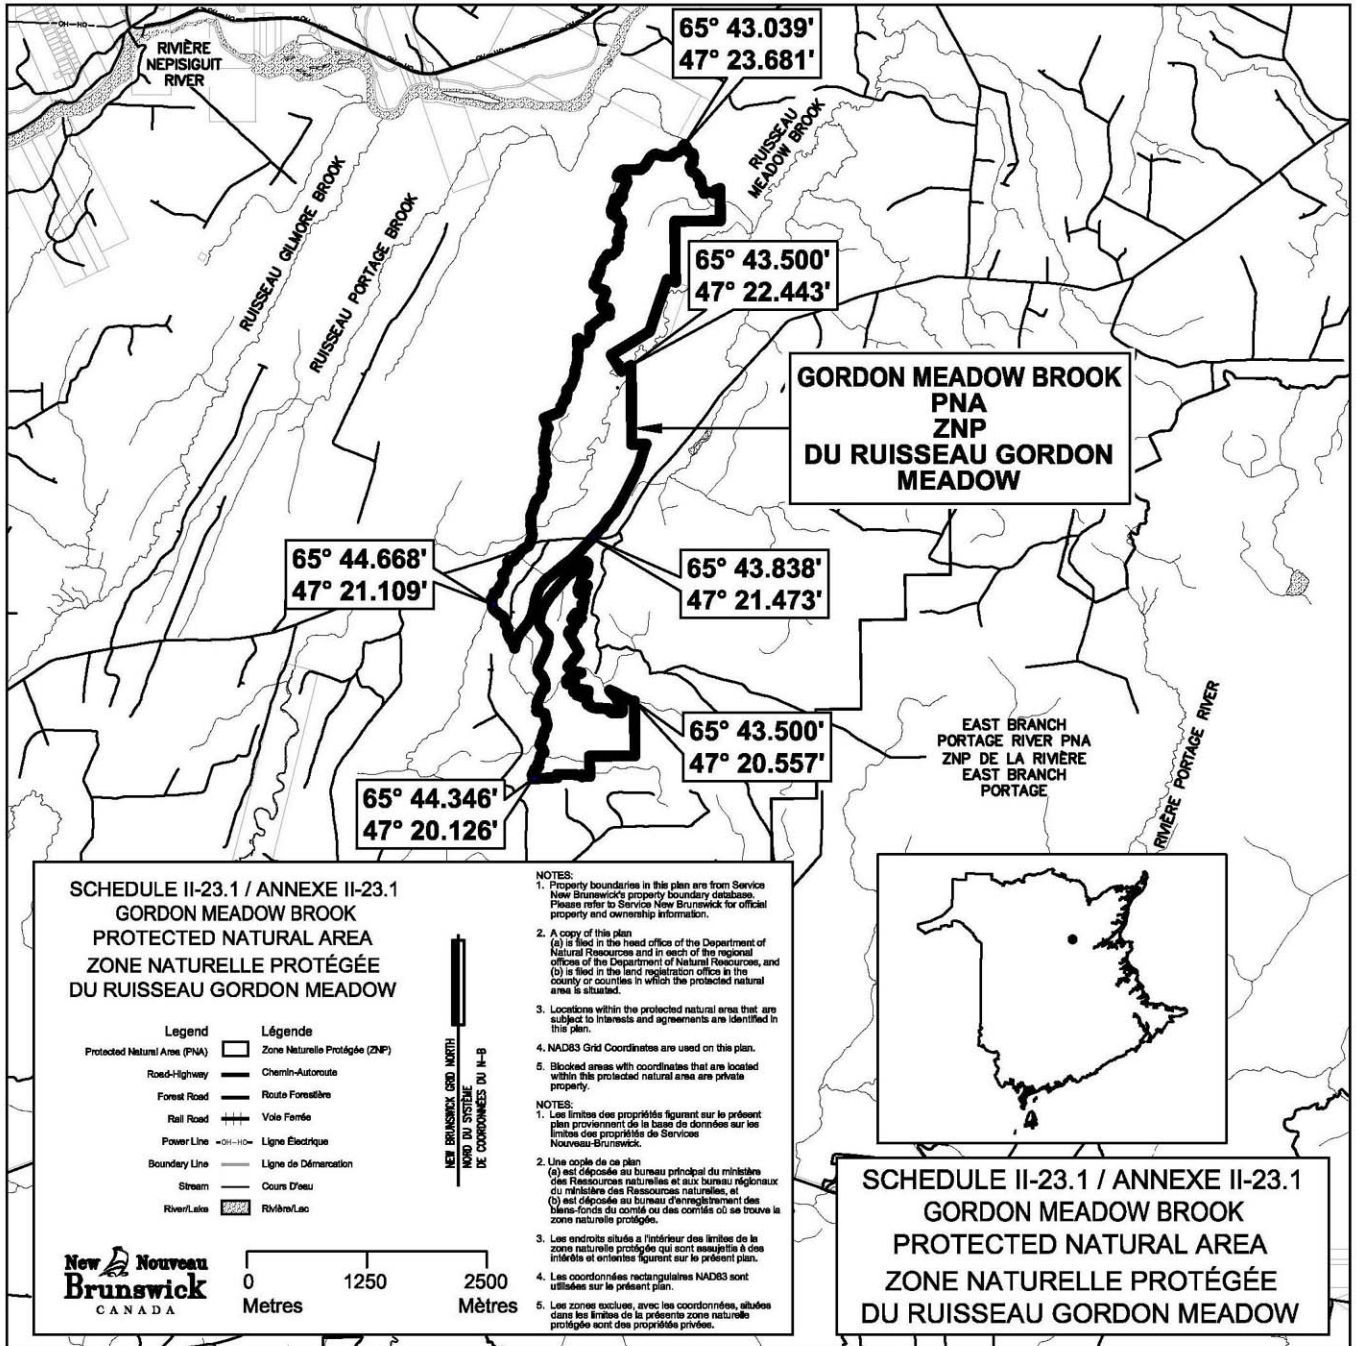 65° 43.039'
47° 23.681'
RIVIÈRE
NEPISIGUIT
RIVER
RUISSEAU
MEADOW BROOK
RUISSEAU GILMORE BROOK
RUISSEAU PORTAGE BROOK
65° 43.500'
47° 22.443'
GORDON MEADOW BROOK
PNA
ZNP
DU RUISSEAU GORDON
MEADOW
65° 44.668'
47° 21.109'
65° 43.838'
47° 21.473'
65° 43.500'
47° 20.557'
65° 44.346'
47° 20.126'
EAST BRANCH
PORTAGE RIVER PNA
ZNP DE LA RIVIÈRE
EAST BRANCH
PORTAGE
RIVIÈRE PORTAGE RIVER
SCHEDULE II-23.1 / ANNEXE II-23.1
GORDON MEADOW BROOK
PROTECTED NATURAL AREA
ZONE NATURELLE PROTÉGÉE
DU RUISSEAU GORDON MEADOW
Legend Légende
Protected Natural Area (PNA) Zone Naturelle Protégée (ZNP)
Road-Highway Chemin-Autoroute
Forest Road Route Forestière
Rail Road Voie Ferrée
Power Line -OH-HO- Ligne Électrique
Boundary Line Ligne de Démarcation
Stream Cours D'eau
River/Lake Rivière/Lac
NEW BRUNSWICK GRID NORTH
NORD DU SYSTÈME
DE COORDONNÉES DU N-B
New Nouveau
Brunswick
CANADA
0 1250 2500
Metres Mètres
NOTES:
1. Property boundaries in this plan are from Service
New Brunswick's property boundary database.
Please refer to Service New Brunswick for official
property and ownership information.
2. A copy of this plan
(a) is filed in the head office of the Department of
Natural Resources and in each of the regional
offices of the Department of Natural Resources, and
(b) is filed in the land registration office in the
county or counties in which the protected natural
area is situated.
3. Locations within the protected natural area that are
subject to interests and agreements are identified in
this plan.
4. NAD83 Grid Coordinates are used on this plan.
5. Blocked areas with coordinates that are located
within this protected natural area are private
property.
NOTES:
1. Les limites des propriétés figurant sur le présent
plan proviennent de la base de données sur les
limites des propriétés de Services
Nouveau-Brunswick.
2. Une copie de ce plan
(a) est déposée au bureau principal du ministère
des Ressources naturelles et aux bureau régionaux
du ministère des Ressources naturelles, et
(b) est déposée au bureau d'enregistrement des
biens-fonds du comté ou des comtés où se trouve la
zone naturelle protégée.
3. Les endroits situés a l'intérieur des limites de la
zone naturelle protégée qui sont assujettis à des
intérêts et ententes figurent sur le présent plan.
4. Les coordonnées rectangulaires NAD83 sont
utilisées sur le présent plan.
5. Les zones exclues, avec les coordonnées, situées
dans les limites de la présente zone naturelle
protégée sont des propriétés privées.
SCHEDULE II-23.1 / ANNEXE II-23.1
GORDON MEADOW BROOK
PROTECTED NATURAL AREA
ZONE NATURELLE PROTÉGÉE
DU RUISSEAU GORDON MEADOW